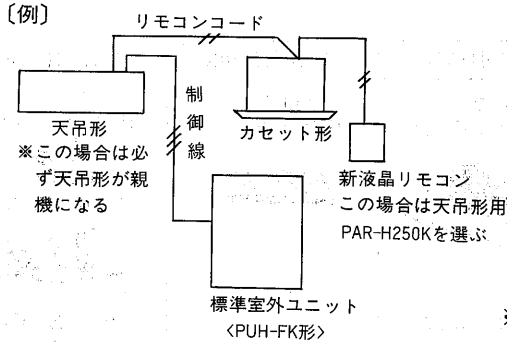 〔例〕
リモコンコード
天吊形
※この場合は必
ず天吊形が親
機になる
制御線
カセット形
新液晶リモコン
この場合は天吊形用
PAR-H250Kを選ぶ
標準室外ユニット
〈PUH-FK形〉
※